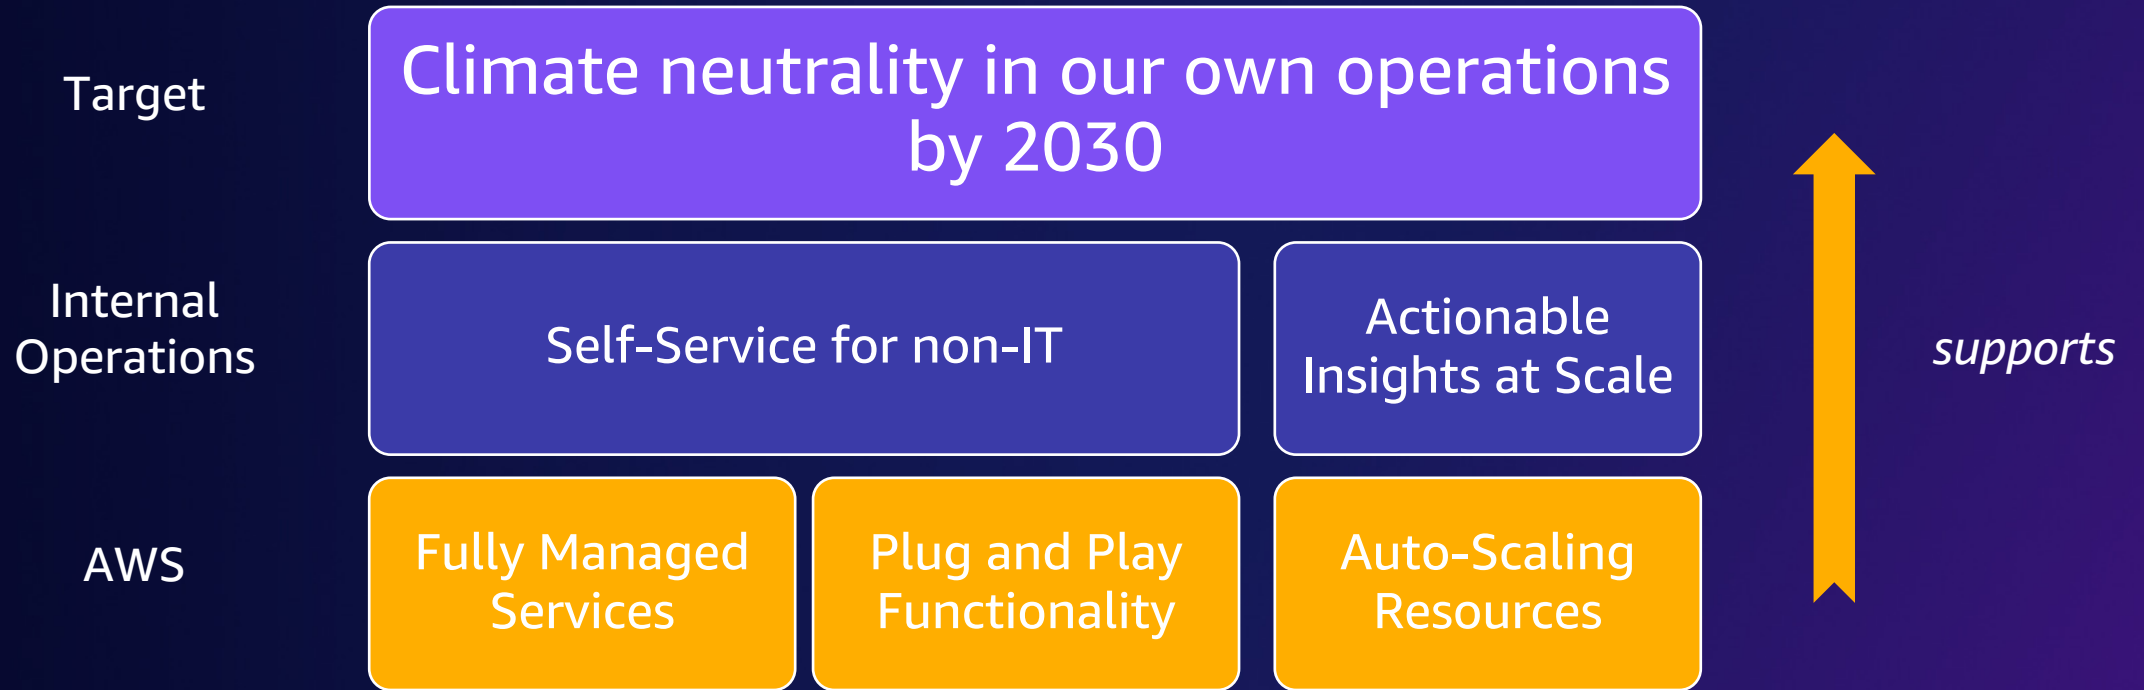 Target
Climate neutrality in our own operations
by 2030
Internal
Operations
Self-Service for non-IT
Actionable
Insights at Scale
supports
AWS
Fully Managed
Services
Plug and Play
Functionality
Auto-Scaling
Resources